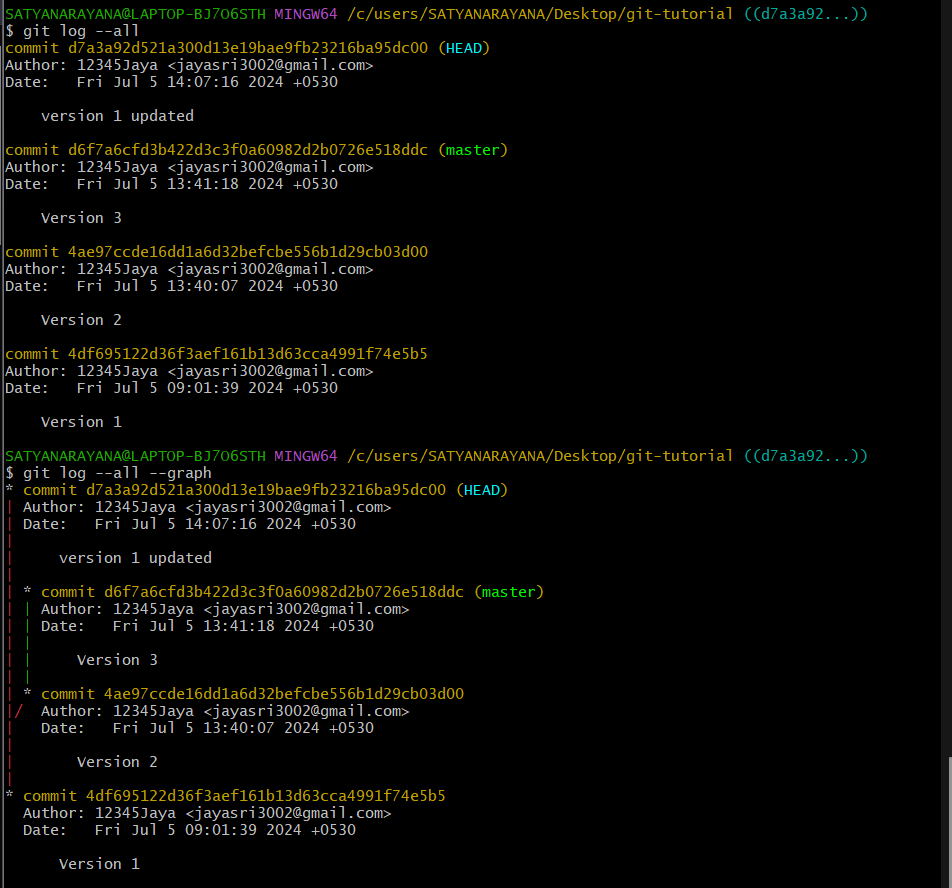 SATYANARAYANA@LAPTOP-BJ7O6STH MINGW64 /c/users/SATYANARAYANA/Desktop/git-tutorial ((d7a3a92...))
$ git log --all
commit d7a3a92d521a300d13e19bae9fb23216ba95dc00 (HEAD)
Author: 12345Jaya <jayasri3002@gmail.com>
Date:   Fri Jul 5 14:07:16 2024 +0530
    version 1 updated
commit d6f7a6cfd3b422d3c3f0a60982d2b0726e518ddc (master)
Author: 12345Jaya <jayasri3002@gmail.com>
Date:   Fri Jul 5 13:41:18 2024 +0530
    Version 3
commit 4ae97ccde16dd1a6d32befcbe556b1d29cb03d00
Author: 12345Jaya <jayasri3002@gmail.com>
Date:   Fri Jul 5 13:40:07 2024 +0530
    Version 2
commit 4df695122d36f3aef161b13d63cca4991f74e5b5
Author: 12345Jaya <jayasri3002@gmail.com>
Date:   Fri Jul 5 09:01:39 2024 +0530
    Version 1
SATYANARAYANA@LAPTOP-BJ7O6STH MINGW64 /c/users/SATYANARAYANA/Desktop/git-tutorial ((d7a3a92...))
$ git log --all --graph
* commit d7a3a92d521a300d13e19bae9fb23216ba95dc00 (HEAD)
| Author: 12345Jaya <jayasri3002@gmail.com>
| Date:   Fri Jul 5 14:07:16 2024 +0530
|
|     version 1 updated
|
| * commit d6f7a6cfd3b422d3c3f0a60982d2b0726e518ddc (master)
| | Author: 12345Jaya <jayasri3002@gmail.com>
| | Date:   Fri Jul 5 13:41:18 2024 +0530
| |
| |     Version 3
| |
| * commit 4ae97ccde16dd1a6d32befcbe556b1d29cb03d00
|/  Author: 12345Jaya <jayasri3002@gmail.com>
|   Date:   Fri Jul 5 13:40:07 2024 +0530
|
|       Version 2
|
* commit 4df695122d36f3aef161b13d63cca4991f74e5b5
  Author: 12345Jaya <jayasri3002@gmail.com>
  Date:   Fri Jul 5 09:01:39 2024 +0530
      Version 1